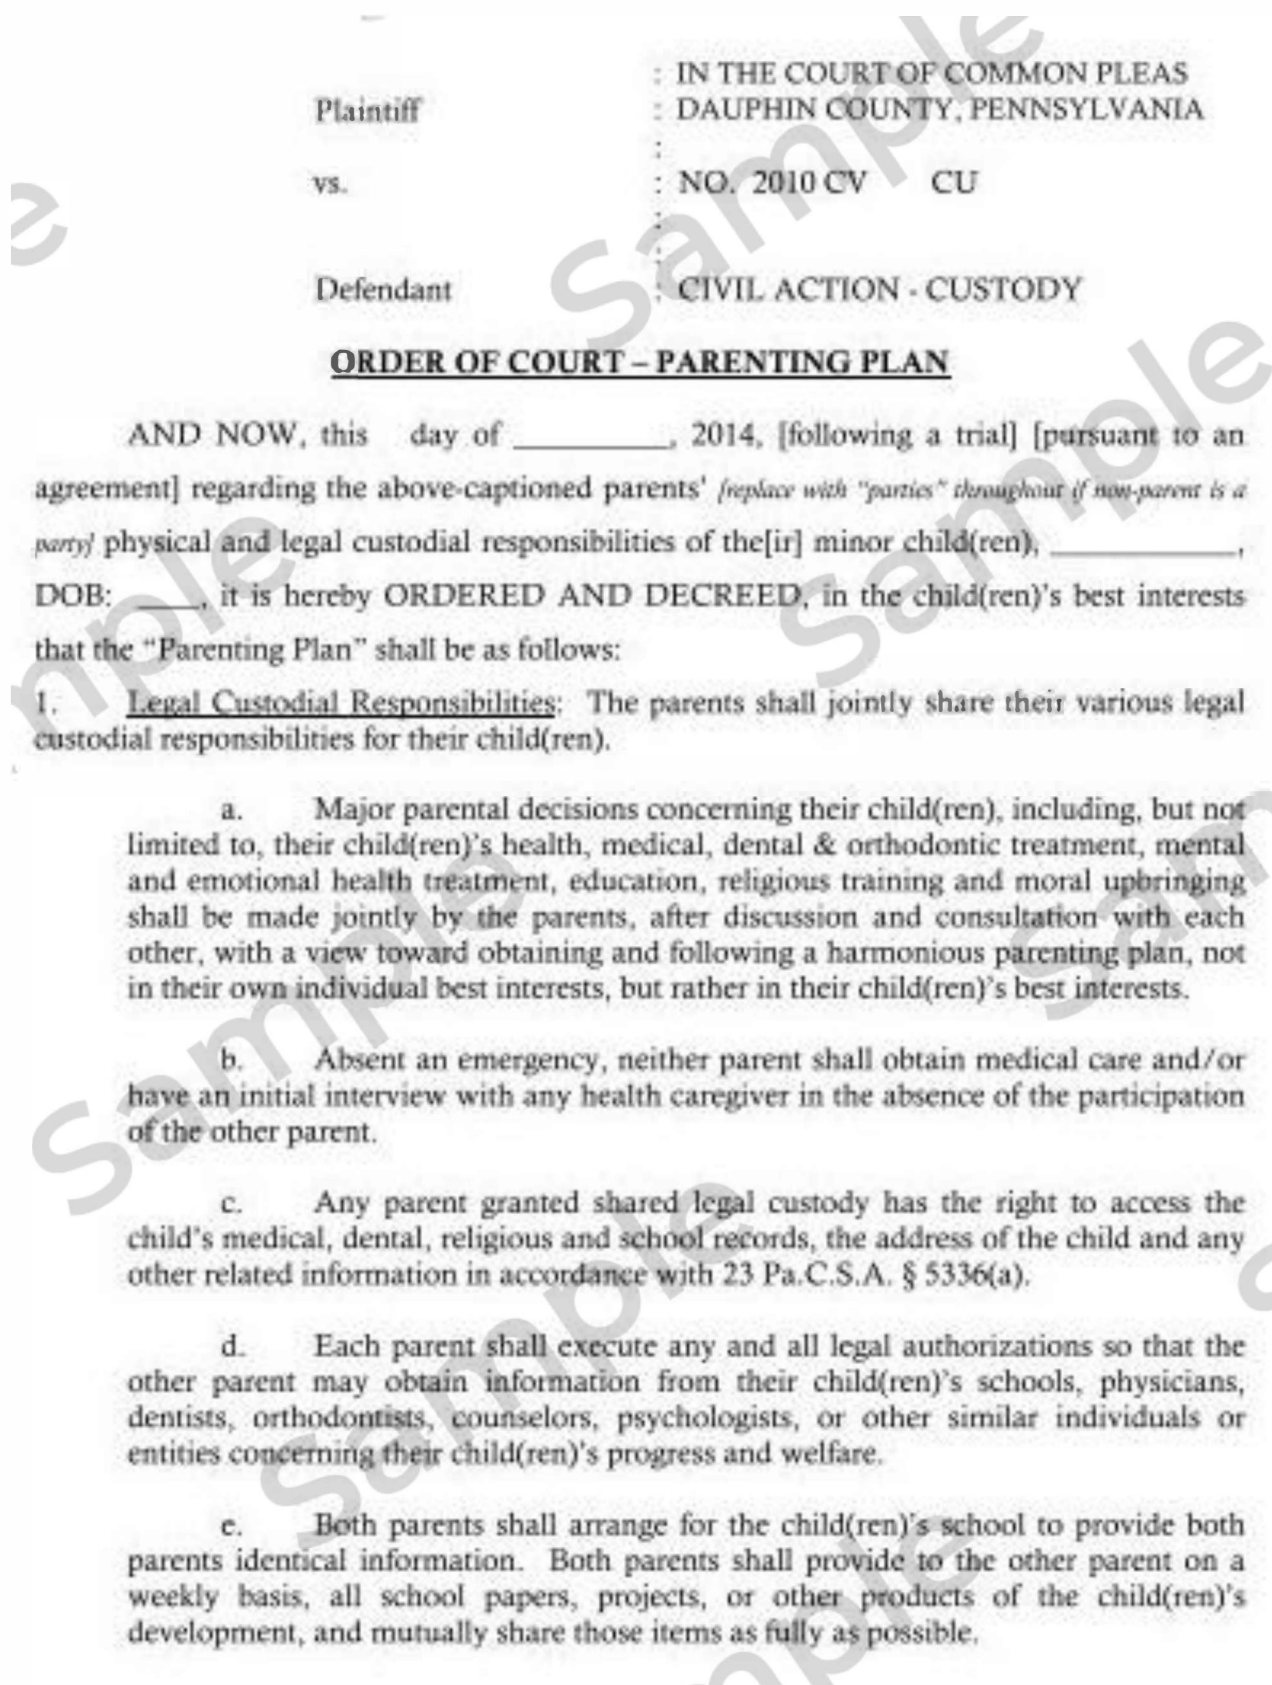 : IN THE COURT OF COMMON PLEAS
Plaintiff : DAUPHIN COUNTY, PENNSYLVANIA
:
vs. : NO. 2010 CV CU
:
:
Defendant : CIVIL ACTION - CUSTODY
ORDER OF COURT – PARENTING PLAN
AND NOW, this day of __________, 2014, [following a trial] [pursuant to an
agreement] regarding the above-captioned parents' [replace with "parties" throughout if non-parent is a
party] physical and legal custodial responsibilities of the[ir] minor child(ren), ____________,
DOB: ____, it is hereby ORDERED AND DECREED, in the child(ren)'s best interests
that the "Parenting Plan" shall be as follows:
1. Legal Custodial Responsibilities: The parents shall jointly share their various legal
custodial responsibilities for their child(ren).
a. Major parental decisions concerning their child(ren), including, but not
limited to, their child(ren)'s health, medical, dental & orthodontic treatment, mental
and emotional health treatment, education, religious training and moral upbringing
shall be made jointly by the parents, after discussion and consultation with each
other, with a view toward obtaining and following a harmonious parenting plan, not
in their own individual best interests, but rather in their child(ren)'s best interests.
b. Absent an emergency, neither parent shall obtain medical care and/or
have an initial interview with any health caregiver in the absence of the participation
of the other parent.
c. Any parent granted shared legal custody has the right to access the
child's medical, dental, religious and school records, the address of the child and any
other related information in accordance with 23 Pa.C.S.A. § 5336(a).
d. Each parent shall execute any and all legal authorizations so that the
other parent may obtain information from their child(ren)'s schools, physicians,
dentists, orthodontists, counselors, psychologists, or other similar individuals or
entities concerning their child(ren)'s progress and welfare.
e. Both parents shall arrange for the child(ren)'s school to provide both
parents identical information. Both parents shall provide to the other parent on a
weekly basis, all school papers, projects, or other products of the child(ren)'s
development, and mutually share those items as fully as possible.
Sample
Sample
Sample
Sample